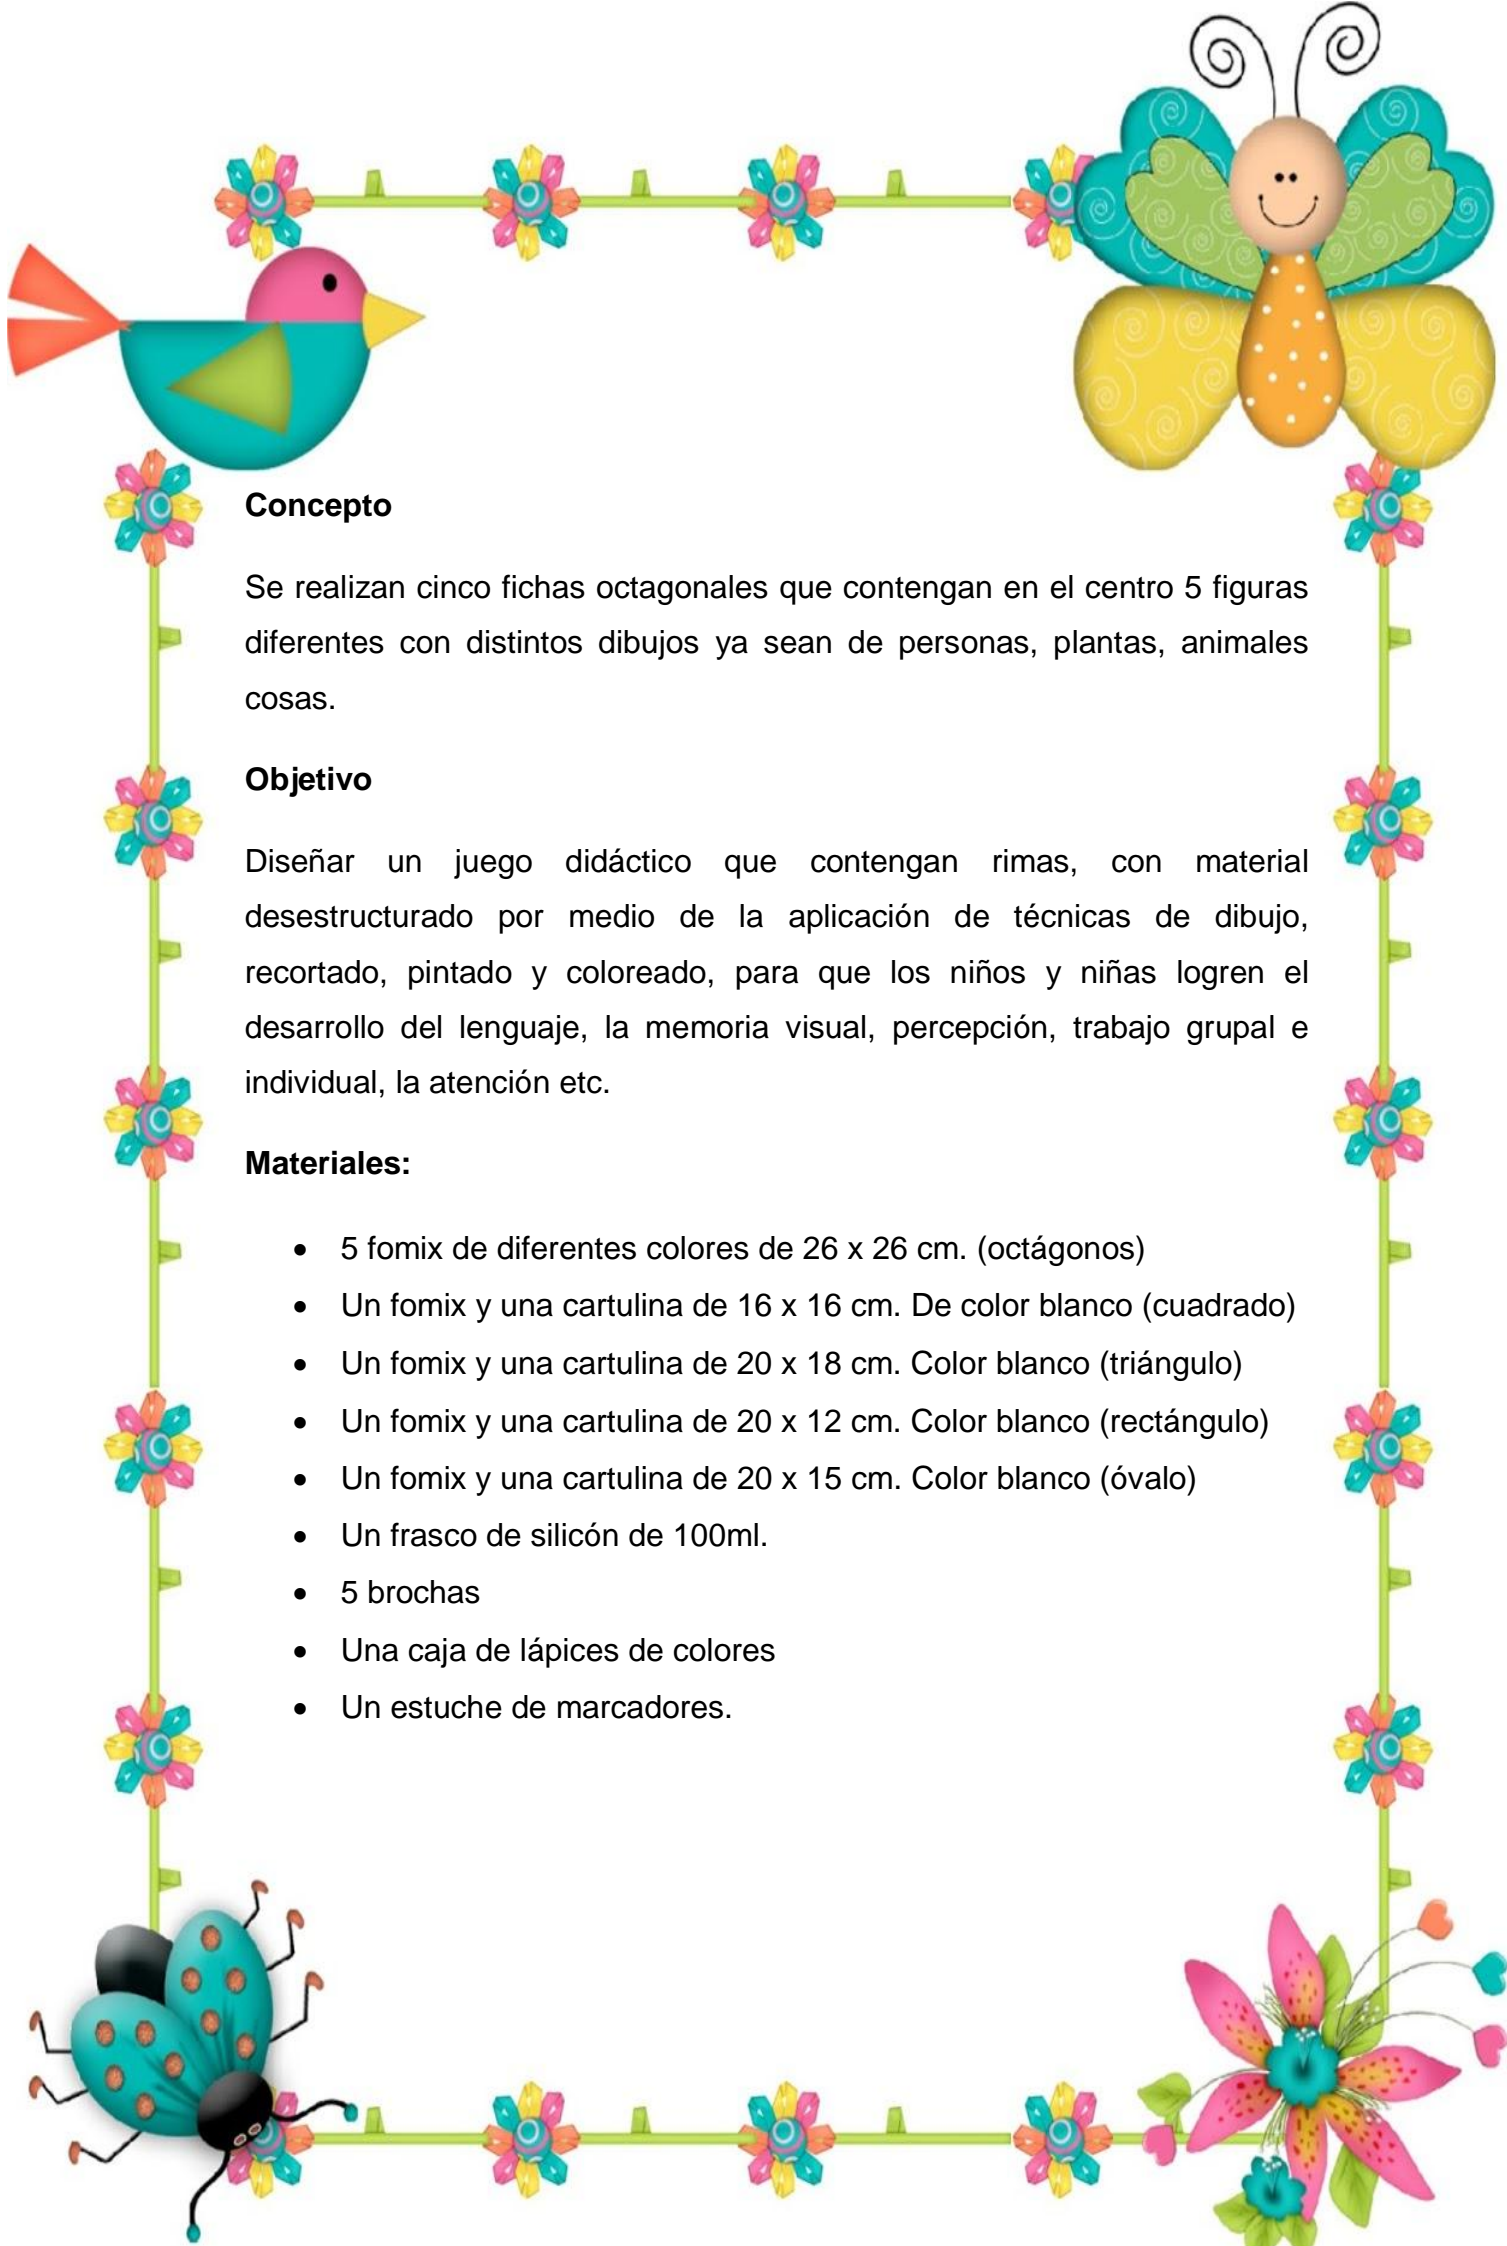 Concepto
Se realizan cinco fichas octagonales que contengan en el centro 5 figuras
diferentes con distintos dibujos ya sean de personas, plantas, animales
cosas.
Objetivo
Diseñar un juego didáctico que contengan rimas, con material
desestructurado por medio de la aplicación de técnicas de dibujo,
recortado, pintado y coloreado, para que los niños y niñas logren el
desarrollo del lenguaje, la memoria visual, percepción, trabajo grupal e
individual, la atención etc.
Materiales:
• 5 fomix de diferentes colores de 26 x 26 cm. (octágonos)
• Un fomix y una cartulina de 16 x 16 cm. De color blanco (cuadrado)
• Un fomix y una cartulina de 20 x 18 cm. Color blanco (triángulo)
• Un fomix y una cartulina de 20 x 12 cm. Color blanco (rectángulo)
• Un fomix y una cartulina de 20 x 15 cm. Color blanco (óvalo)
• Un frasco de silicón de 100ml.
• 5 brochas
• Una caja de lápices de colores
• Un estuche de marcadores.